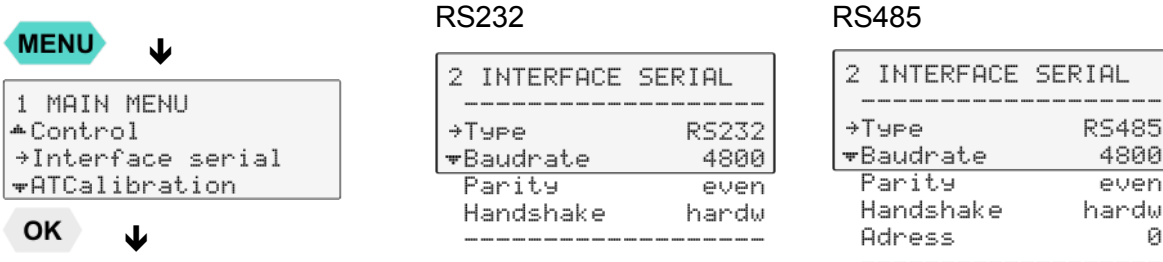 MENU
1 MAIN MENU
Control
→Interface serial
ATCalibration
OK
RS232
2 INTERFACE SERIAL
→Type RS232
Baudrate 4800
Parity even
Handshake hardw
RS485
2 INTERFACE SERIAL
→Type RS485
Baudrate 4800
Parity even
Handshake hardw
Adress 0